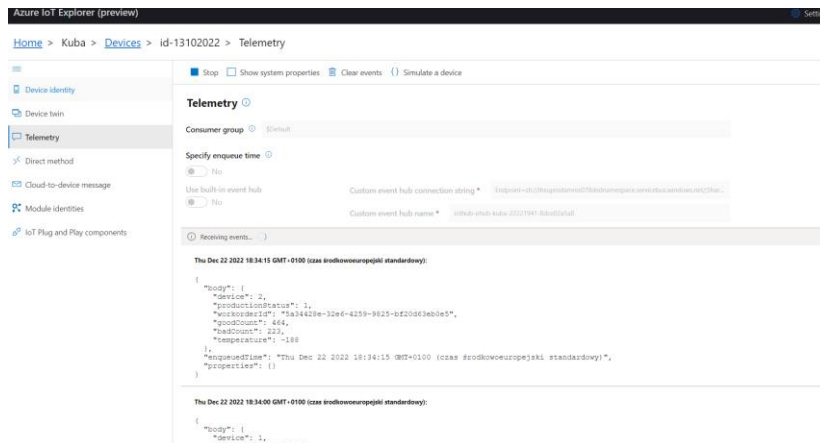 Azure IoT Explorer (preview)
Home > Kuba > Devices > id-13102022 > Telemetry
Stop Show system properties Clear events {} Simulate a device
Device identity
Device twin
Telemetry
Direct method
Cloud-to-device message
Module identities
IoT Plug and Play components
Telemetry
Consumer group $Default
Specify enqueue time
No
Use built-in event hub
No
Custom event hub connection string *
Custom event hub name *
Receiving events...
Thu Dec 22 2022 18:34:15 GMT+0100 (czas środkowoeuropejski standardowy):
{
"body": {
"device": 2,
"productionStatus": 1,
"workorderId": "5a34428e-32e6-4259-9825-bf20d63eb0e5",
"goodCount": 464,
"badCount": 223,
"temperature": -188
},
"enqueuedTime": "Thu Dec 22 2022 18:34:15 GMT+0100 (czas środkowoeuropejski standardowy)",
"properties": {}
}
Thu Dec 22 2022 18:34:00 GMT+0100 (czas środkowoeuropejski standardowy):
{
"body": {
"device": 1,